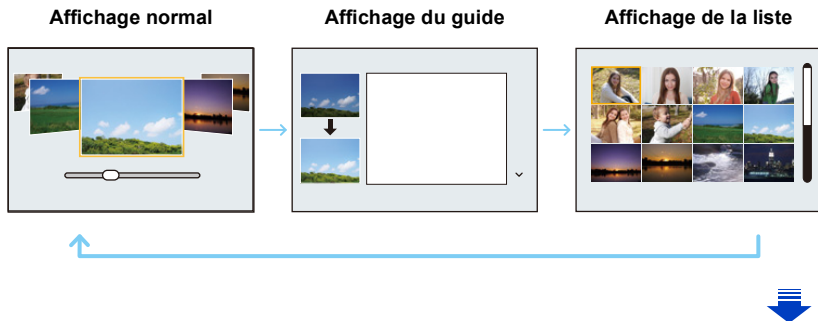 Affichage normal
Affichage du guide
Affichage de la liste